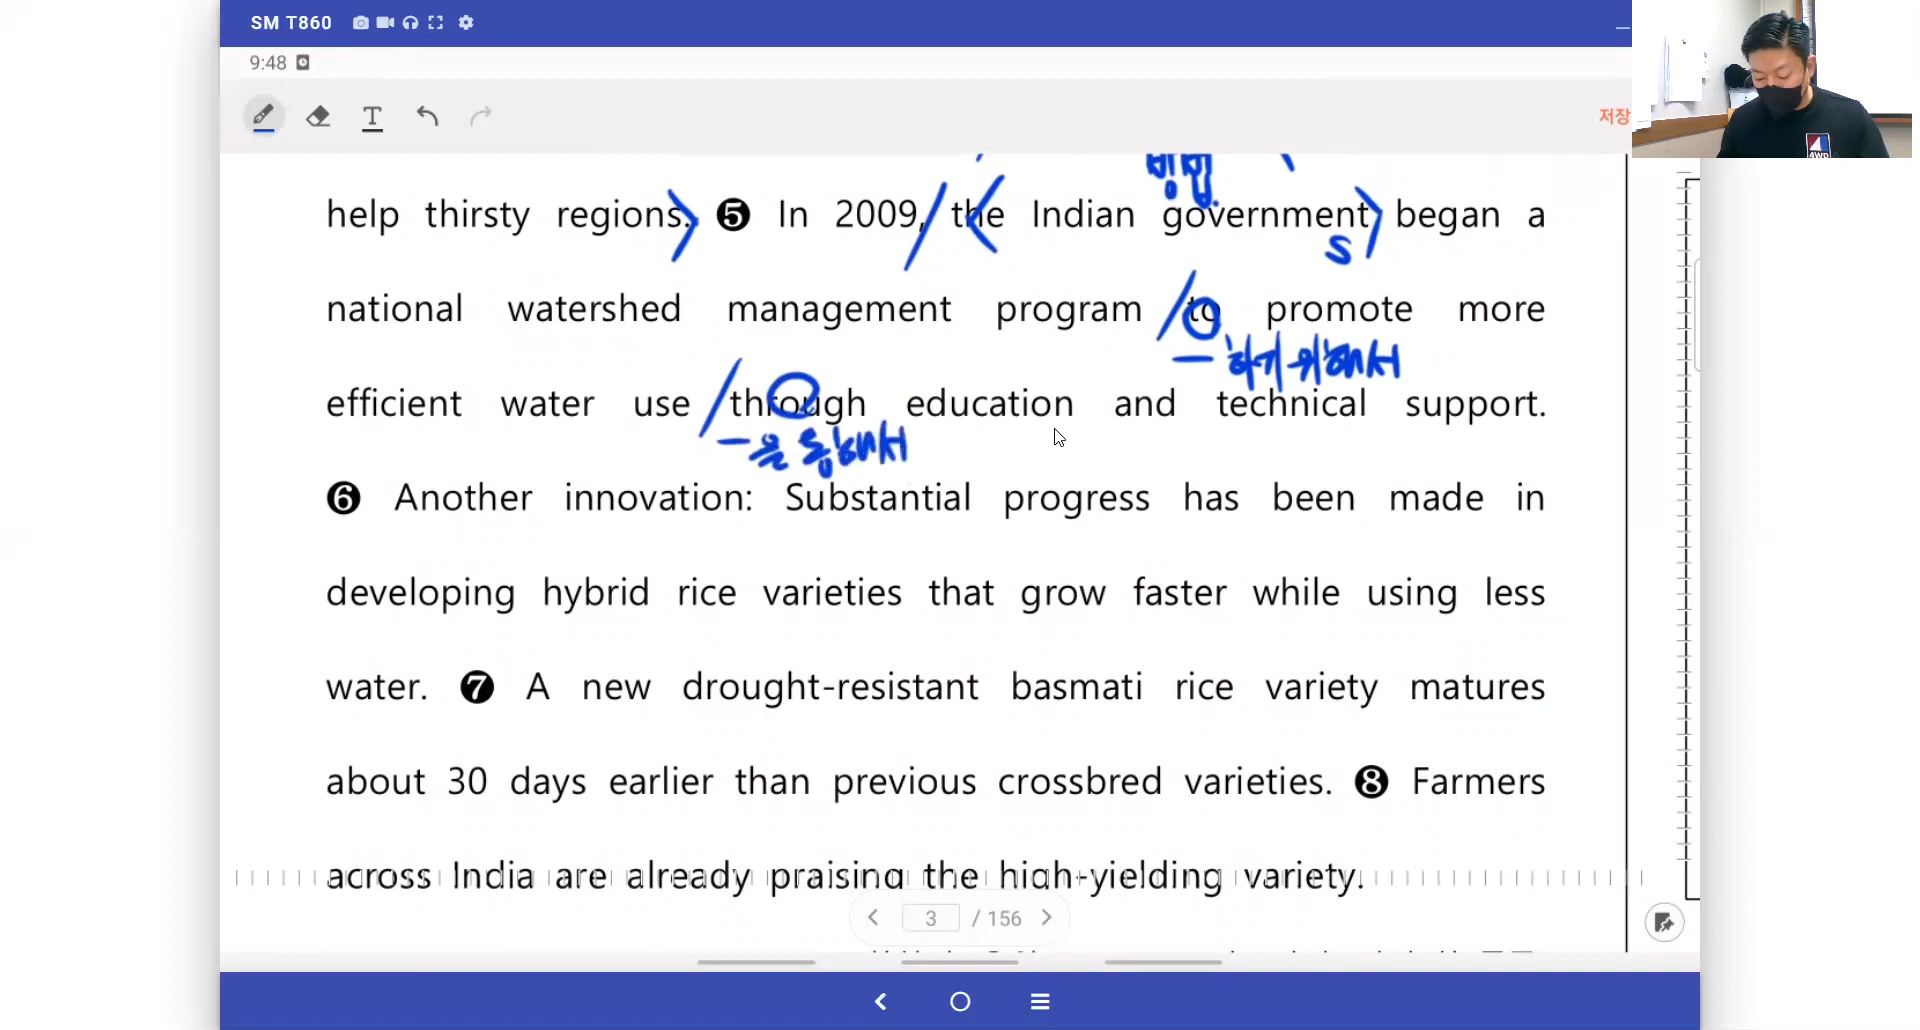 SM T860
9:48
T
저장
4WD
방법.
help thirsty regions. ❺ In 2009, the Indian government began a
S
national watershed management program to promote more
하기 위해서
efficient water use through education and technical support.
을 통해서
❻ Another innovation: Substantial progress has been made in
developing hybrid rice varieties that grow faster while using less
water. ❼ A new drought-resistant basmati rice variety matures
about 30 days earlier than previous crossbred varieties. ❽ Farmers
across India are already praising the high-yielding variety.
3 / 156